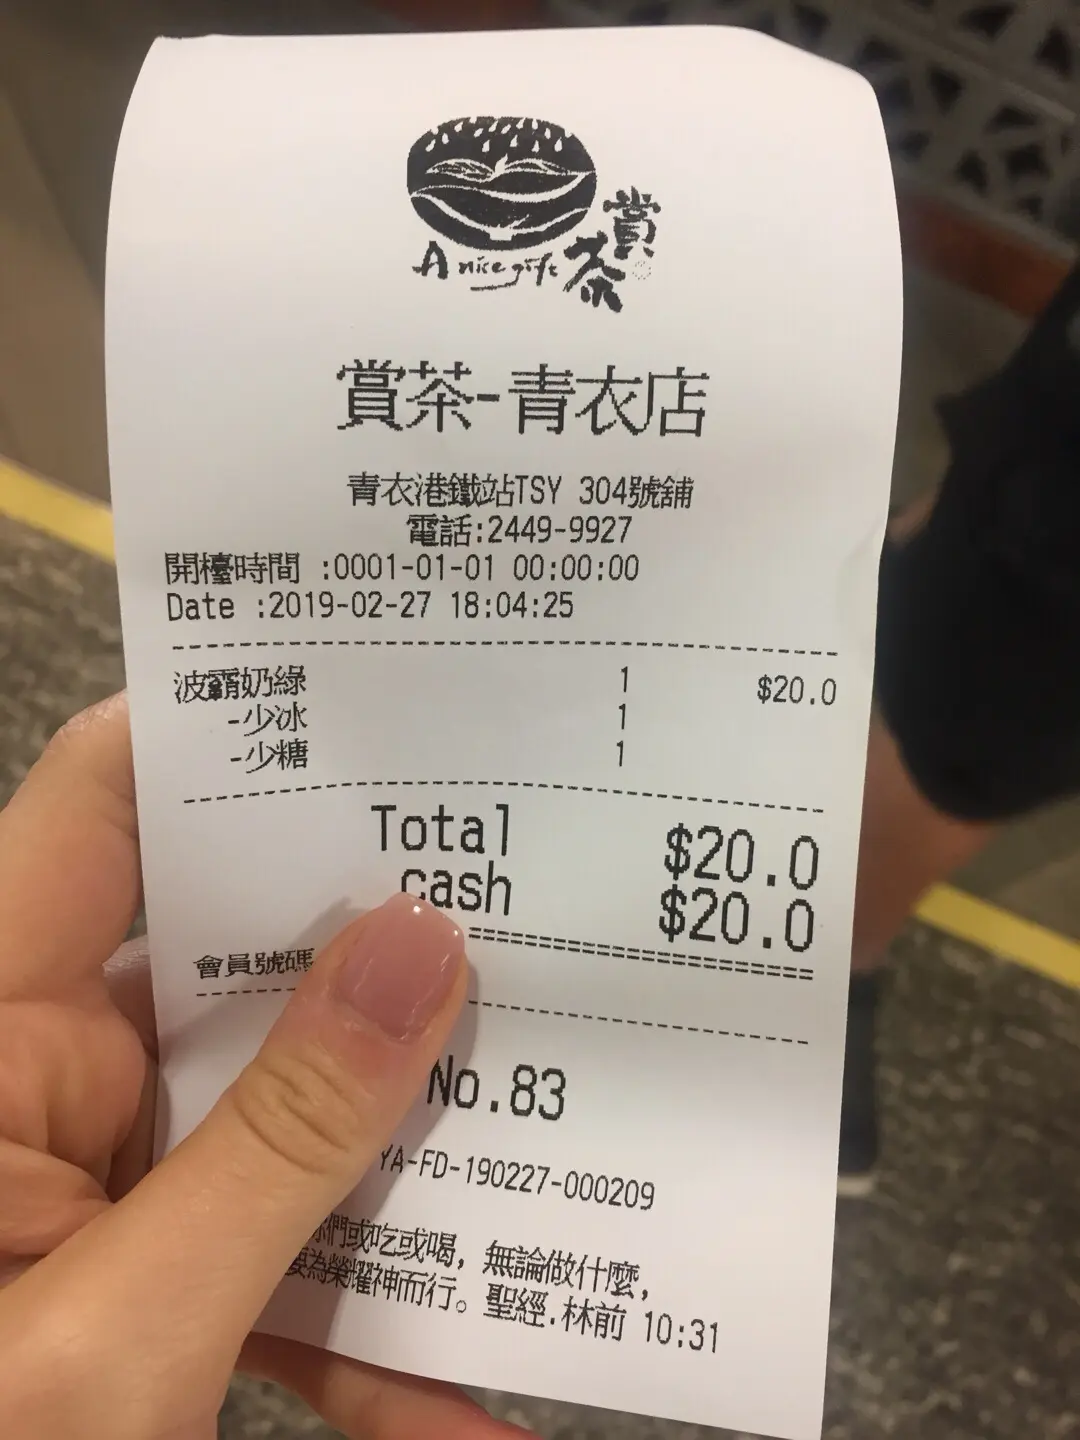 A nice gift 賞茶
賞茶-青衣店
青衣港鐵站TSY 304號舖
電話:2449-9927
開檯時間 :0001-01-01 00:00:00
Date :2019-02-27 18:04:25
波霸奶綠 1 $20.0
-少冰 1
-少糖 1
Total $20.0
cash $20.0
會員號碼
No.83
YA-FD-190227-000209
你們或吃或喝, 無論做什麼,
要為榮耀神而行。聖經.林前 10:31